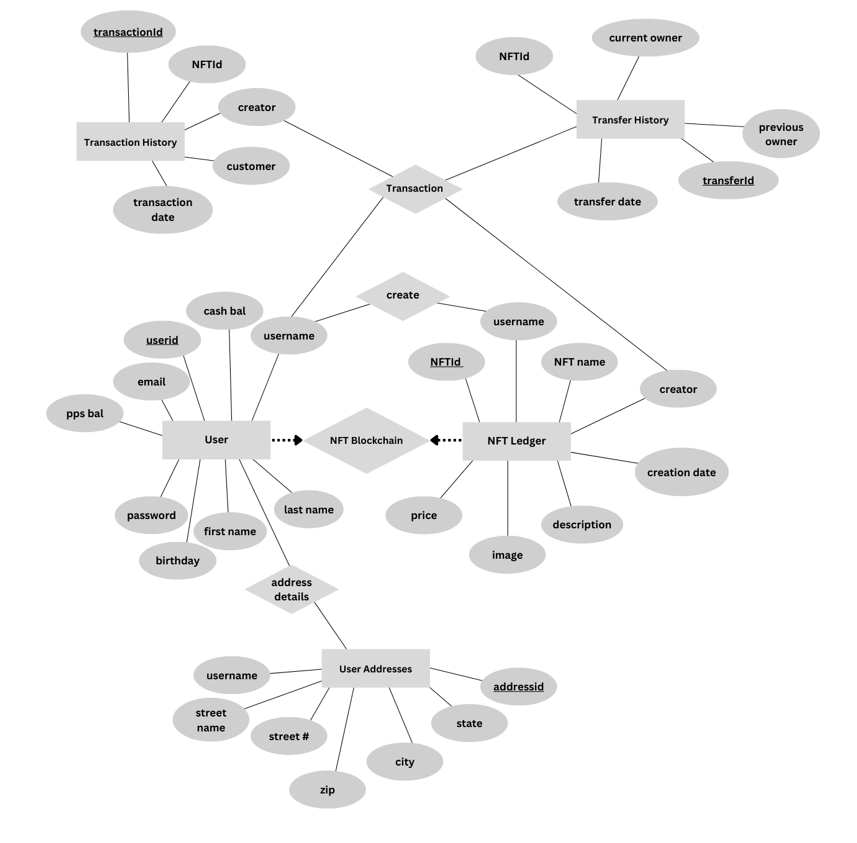 transactionId
NFTId
creator
Transaction History
customer
transaction
date
current owner
NFTId
Transfer History
previous
owner
transferId
transfer date
Transaction
create
cash bal
username
username
userid
email
pps bal
NFTId
NFT name
creator
User
NFT Blockchain
NFT Ledger
creation date
password
first name
last name
birthday
price
image
description
address
details
User Addresses
username
addressid
street
name
street #
state
city
zip